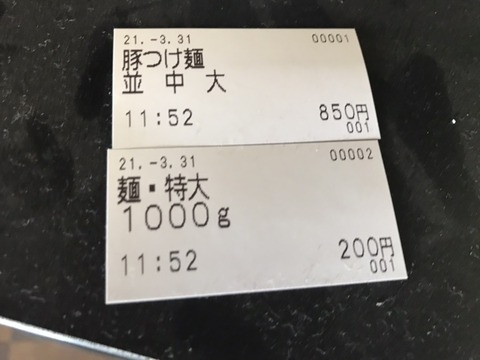 21.-3.31 00001
豚つけ麺
並 中 大
11:52 850円
001
21.-3.31 00002
麺・特大
1000g
11:52 200円
001